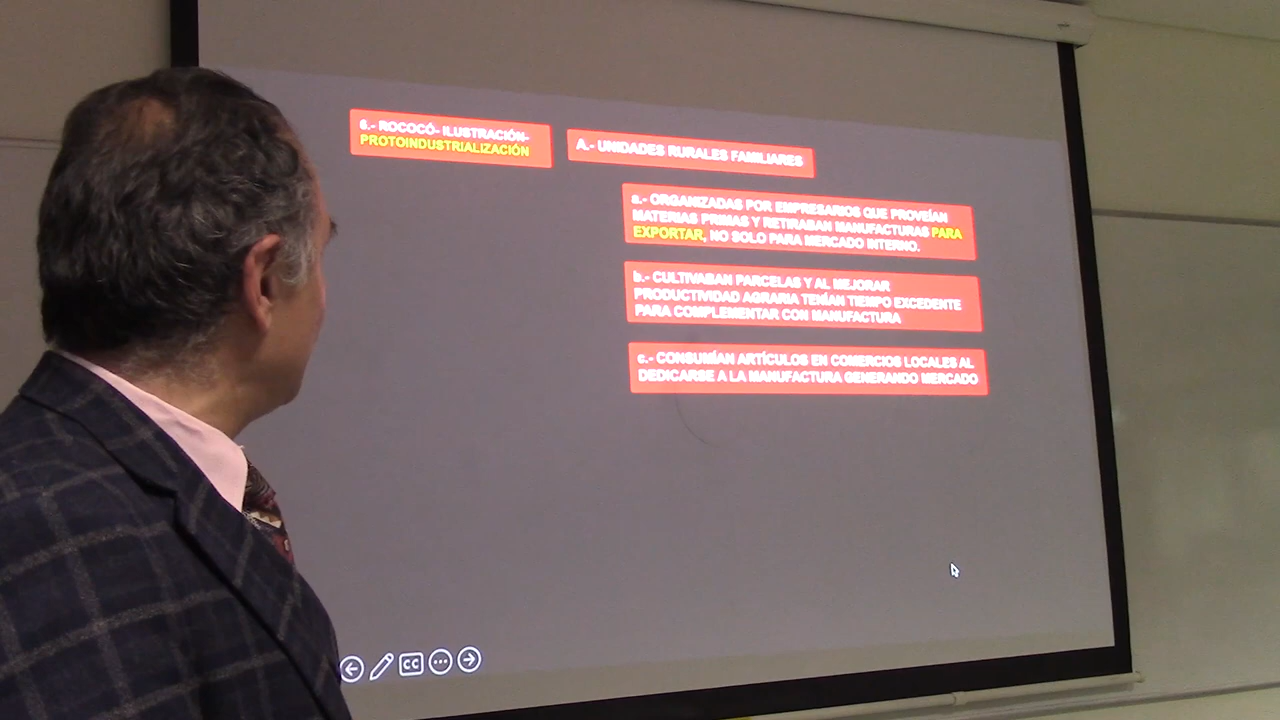 6.- ROCOCÓ- ILUSTRACIÓN-
PROTOINDUSTRIALIZACIÓN
A.- UNIDADES RURALES FAMILIARES
a.- ORGANIZADAS POR EMPRESARIOS QUE PROVEÍAN
MATERIAS PRIMAS Y RETIRABAN MANUFACTURAS PARA
EXPORTAR, NO SOLO PARA MERCADO INTERNO.
b.- CULTIVABAN PARCELAS Y AL MEJORAR
PRODUCTIVIDAD AGRARIA TENÍAN TIEMPO EXCEDENTE
PARA COMPLEMENTAR CON MANUFACTURA
c.- CONSUMÍAN ARTÍCULOS EN COMERCIOS LOCALES AL
DEDICARSE A LA MANUFACTURA GENERANDO MERCADO
CC